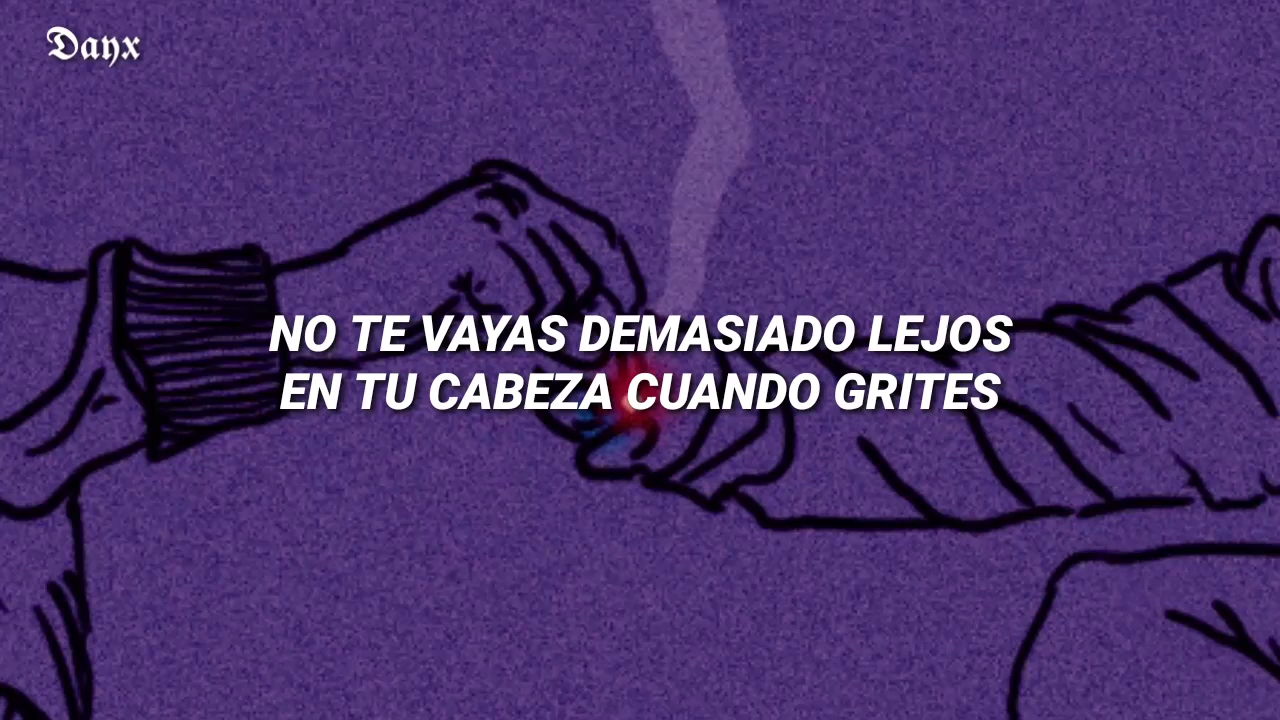 Danx
NO TE VAYAS DEMASIADO LEJOS
EN TU CABEZA CUANDO GRITES